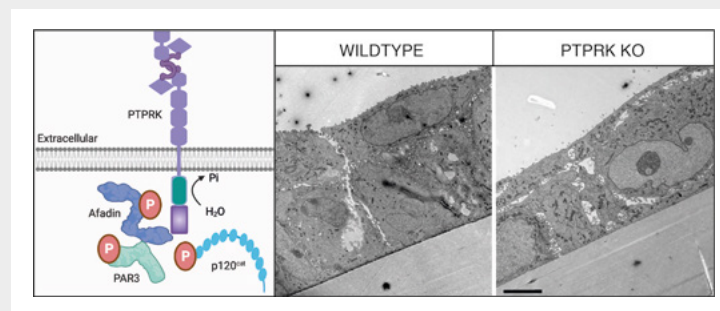 WILDTYPE
PTPRK KO
PTPRK
Extracellular
Pi
P
Afadin
H₂O
P
P
p120ᶜᵃᵗ
PAR3